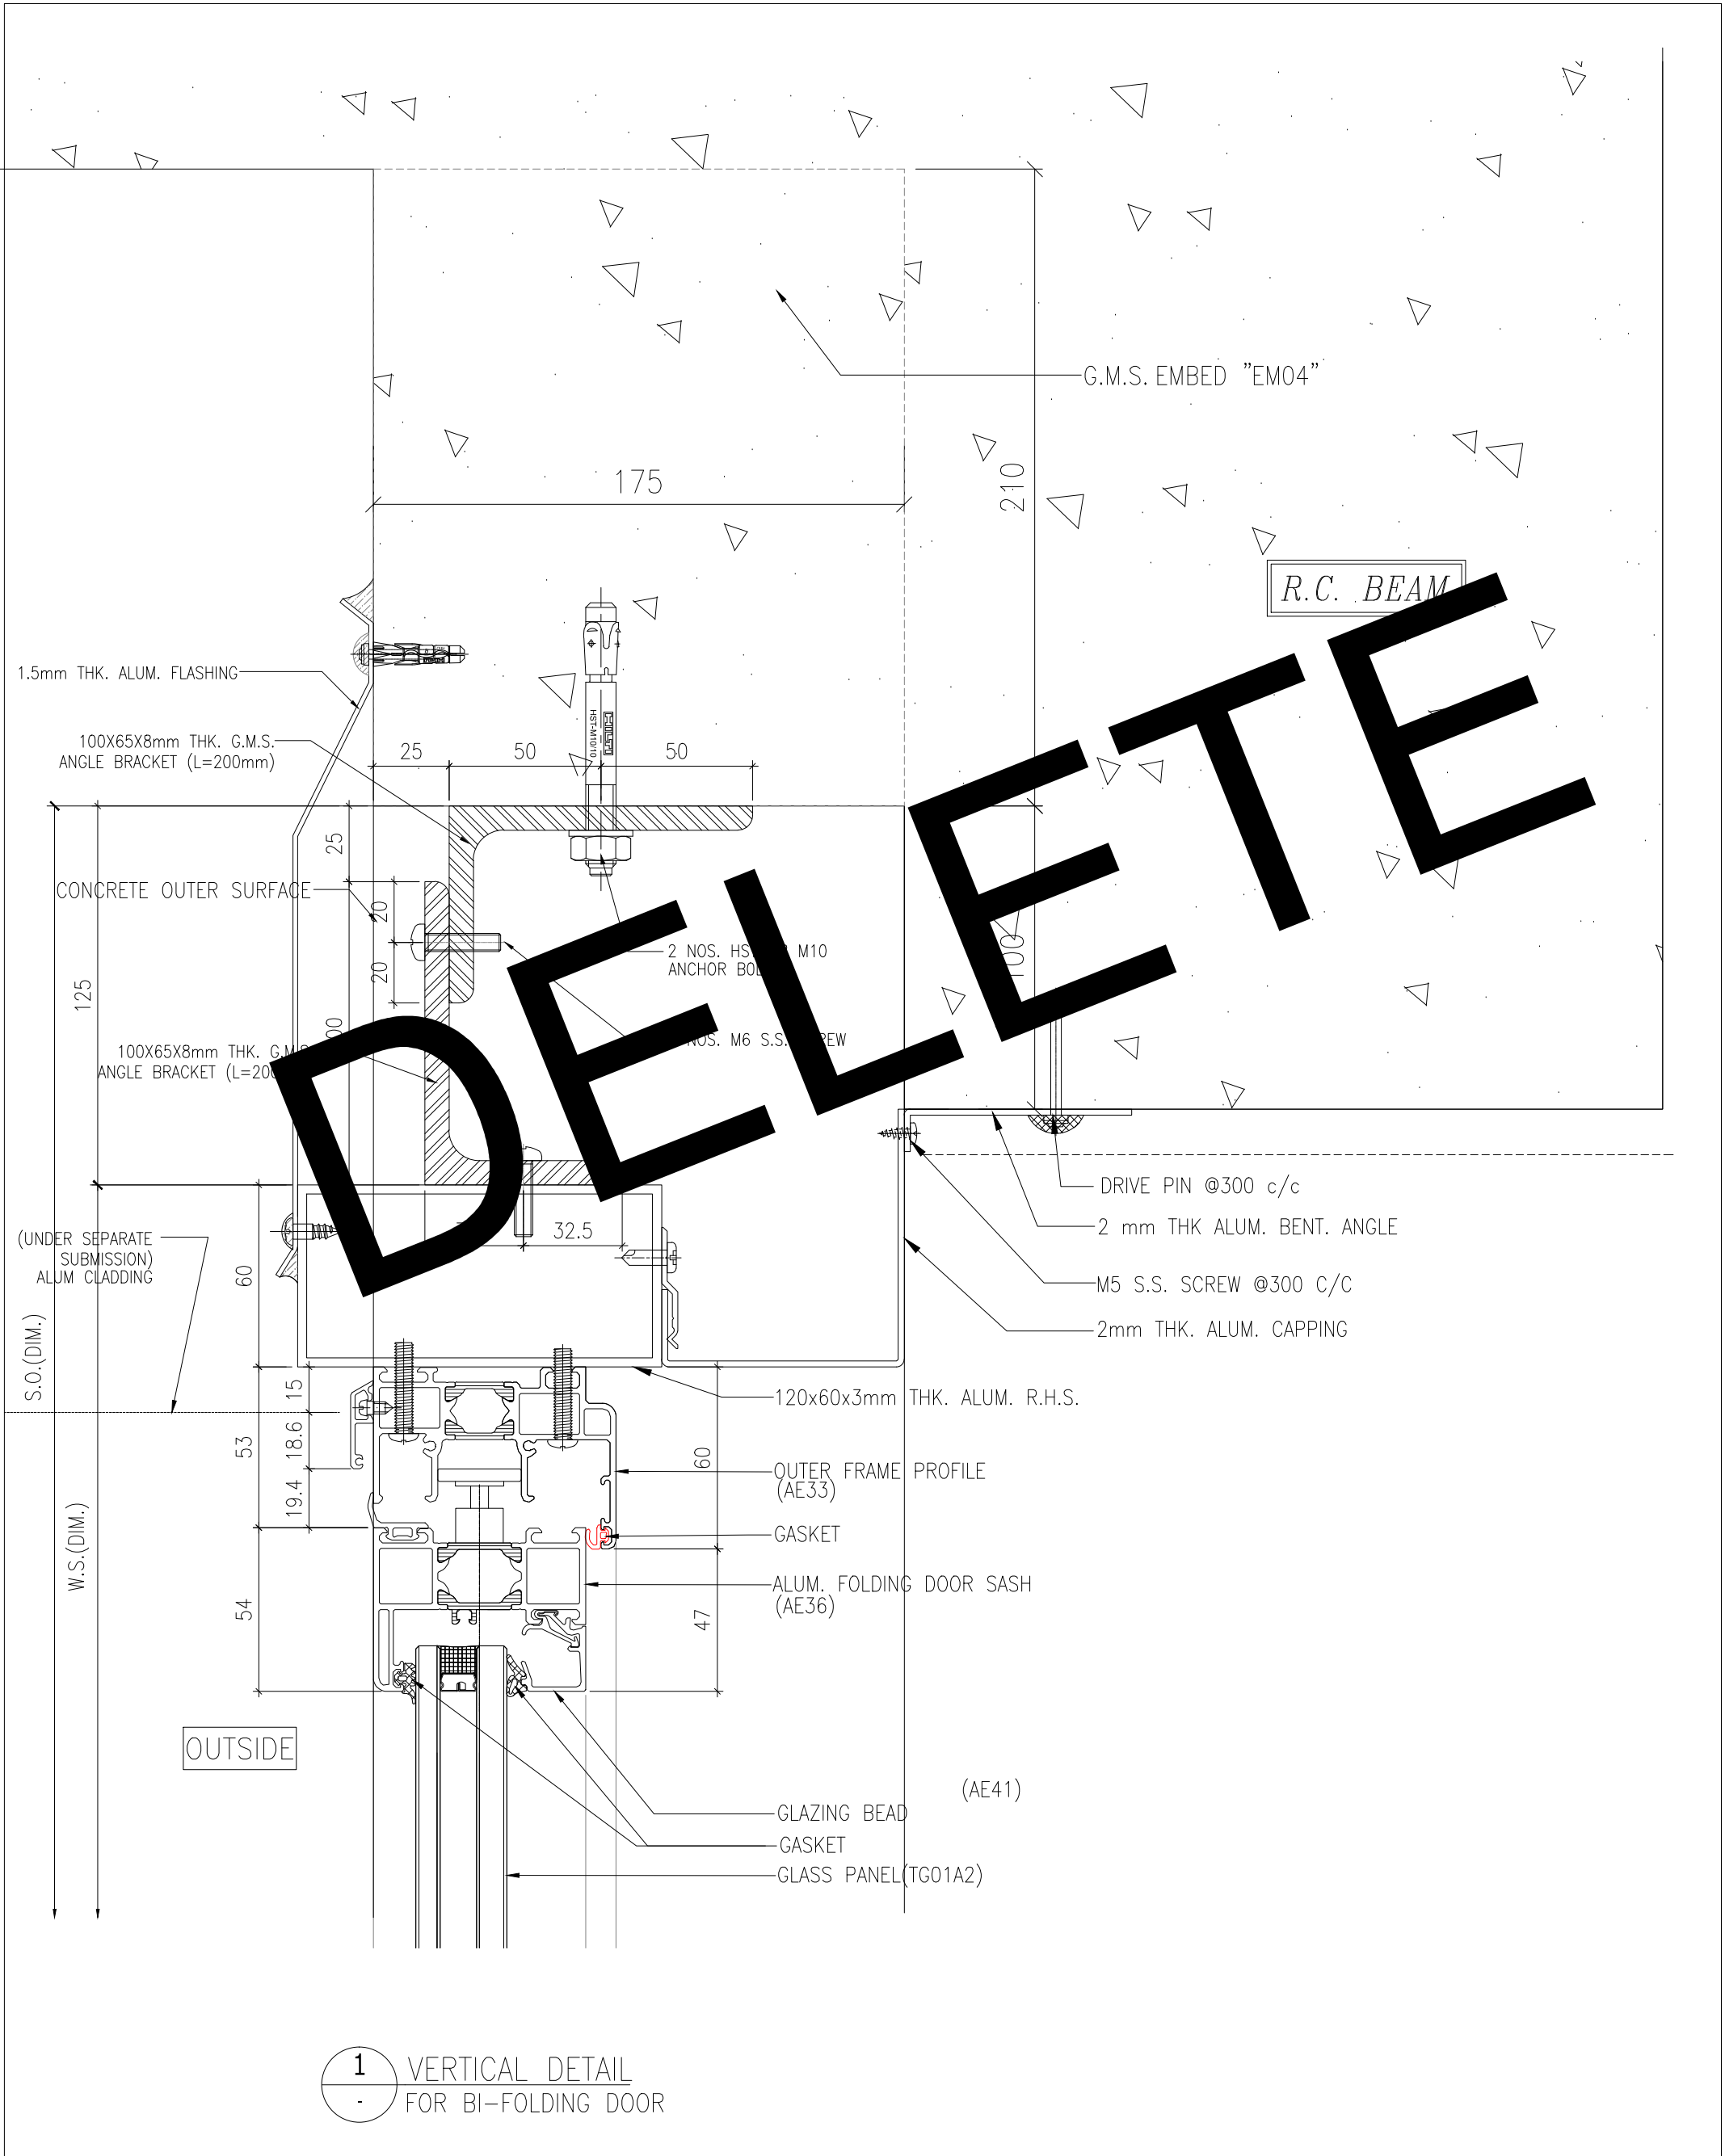 G.M.S. EMBED "EM04"
175
210
R.C. BEAM
1.5mm THK. ALUM. FLASHING
HILTI
HST-M10/10
100X65X8mm THK. G.M.S.
ANGLE BRACKET (L=200mm)
25
50
50
25
CONCRETE OUTER SURFACE
20
20
125
2 NOS. M10
ANCHOR
100
NOS. M6 S.S.
100X65X8mm THK.
ANGLE BRACKET
DELETE
32.5
DRIVE PIN @300 c/c
2 mm THK ALUM. BENT. ANGLE
M5 S.S. SCREW @300 C/C
2mm THK. ALUM. CAPPING
(UNDER SEPARATE
SUBMISSION)
ALUM CLADDING
60
S.O.(DIM.)
W.S.(DIM.)
120x60x3mm THK. ALUM. R.H.S.
15
53
18.6
19.4
60
OUTER FRAME PROFILE
(AE33)
GASKET
ALUM. FOLDING DOOR SASH
(AE36)
54
47
OUTSIDE
(AE41)
GLAZING BEAD
GASKET
GLASS PANEL(TG01A2)
1
-
VERTICAL DETAIL
FOR BI-FOLDING DOOR